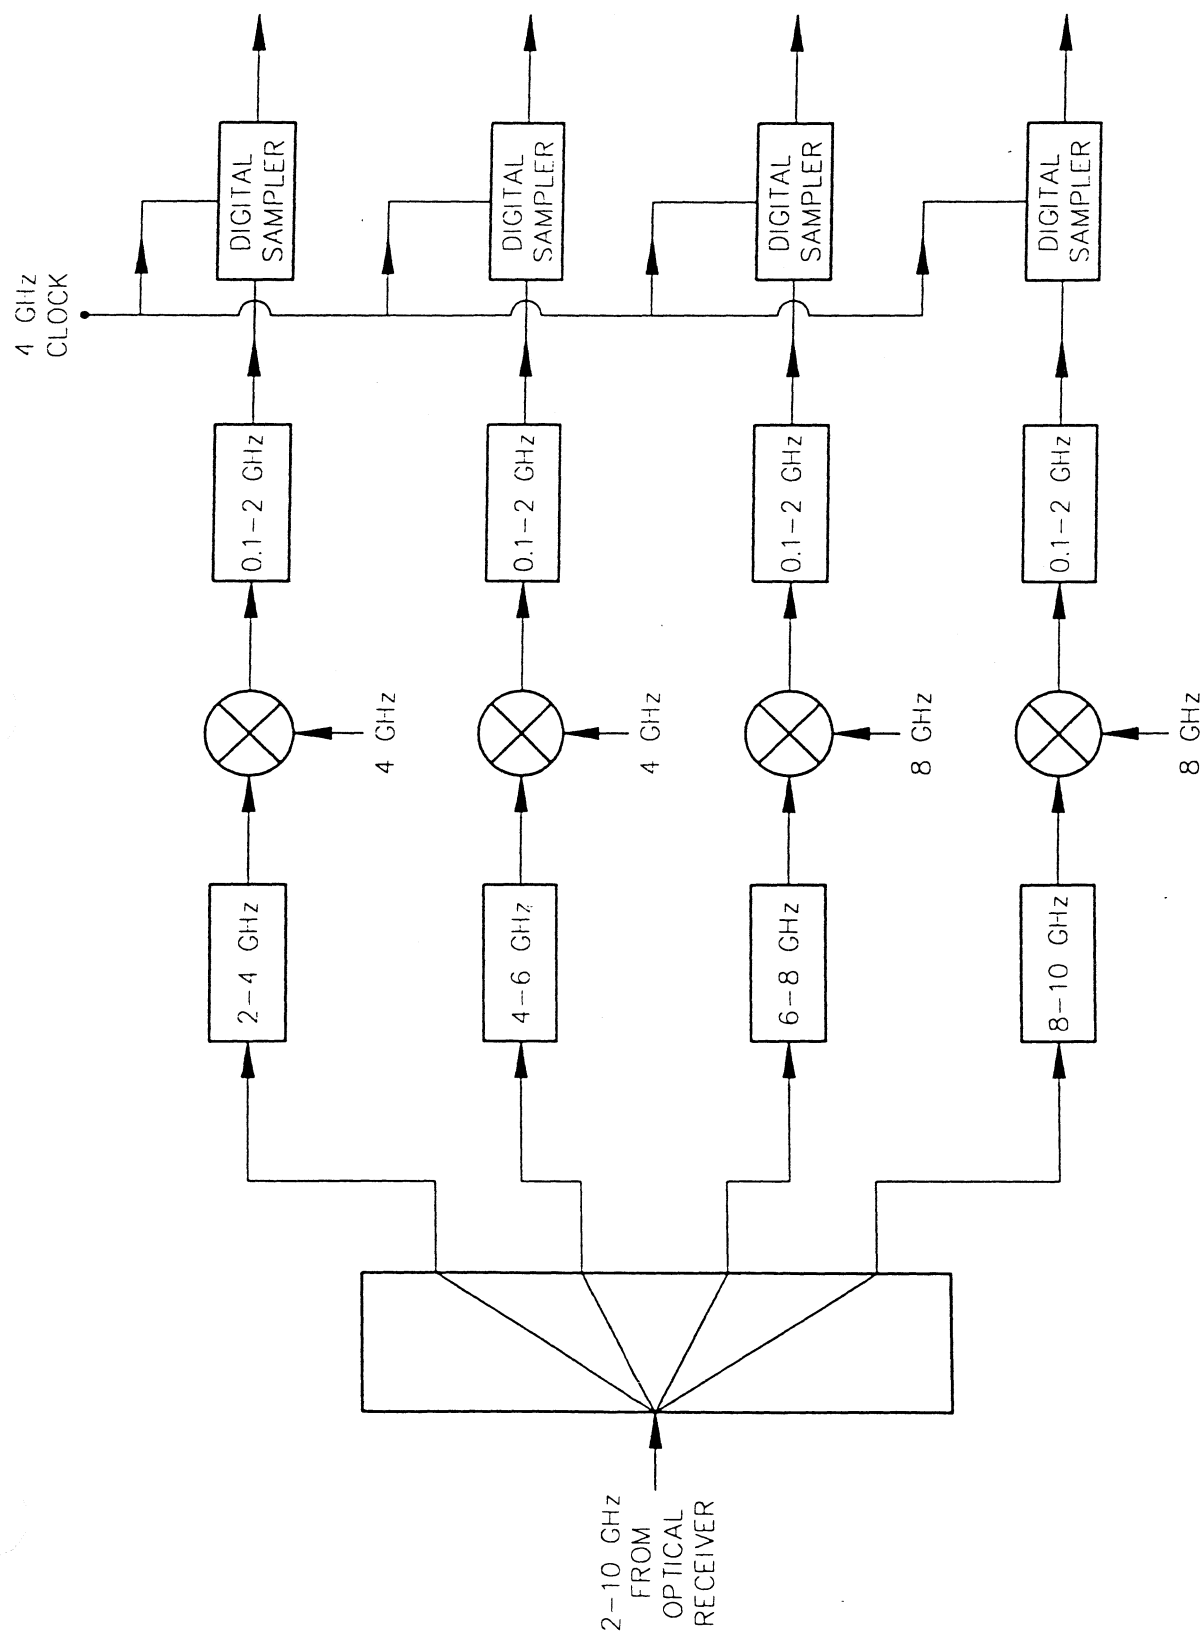 2-10 GHz
FROM
OPTICAL
RECEIVER
2-4 GHz
4 GHz
0.1-2 GHz
4 GHz
CLOCK
DIGITAL
SAMPLER
4-6 GHz
4 GHz
0.1-2 GHz
DIGITAL
SAMPLER
6-8 GHz
8 GHz
0.1-2 GHz
DIGITAL
SAMPLER
8-10 GHz
8 GHz
0.1-2 GHz
DIGITAL
SAMPLER